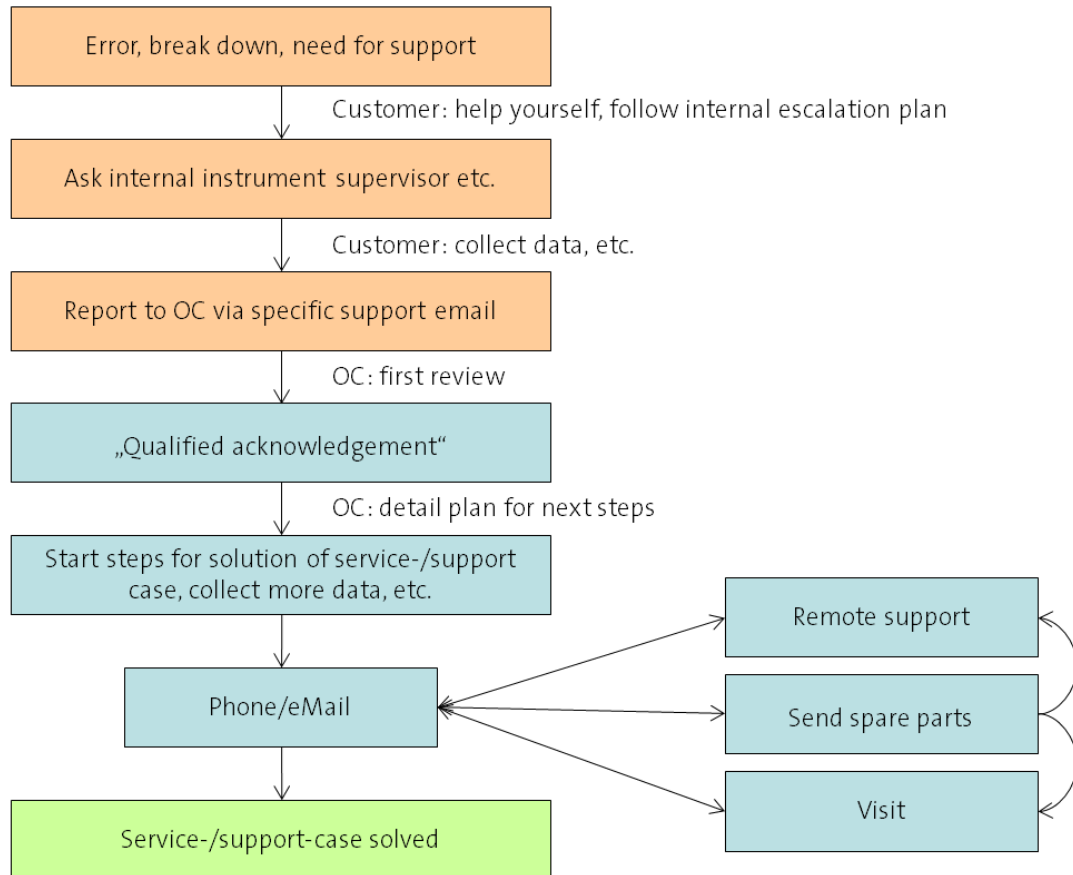 Error, break down, need for support
Customer: help yourself, follow internal escalation plan
Ask internal instrument supervisor etc.
Customer: collect data, etc.
Report to OC via specific support email
OC: first review
„Qualified acknowledgement“
OC: detail plan for next steps
Start steps for solution of service-/support
case, collect more data, etc.
Remote support
Phone/eMail
Send spare parts
Visit
Service-/support-case solved